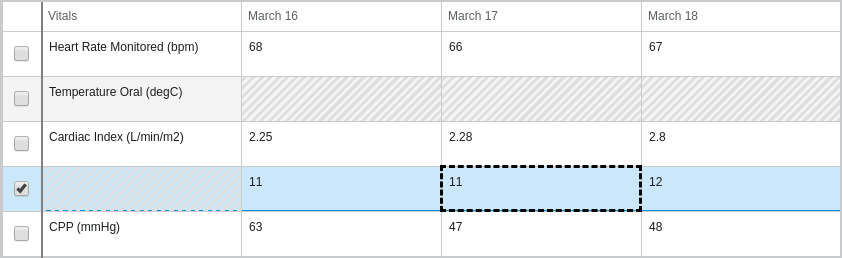 Vitals March 16 March 17 March 18
Heart Rate Monitored (bpm) 68 66 67
Temperature Oral (degC)
Cardiac Index (L/min/m2) 2.25 2.28 2.8
11 11 12
CPP (mmHg) 63 47 48